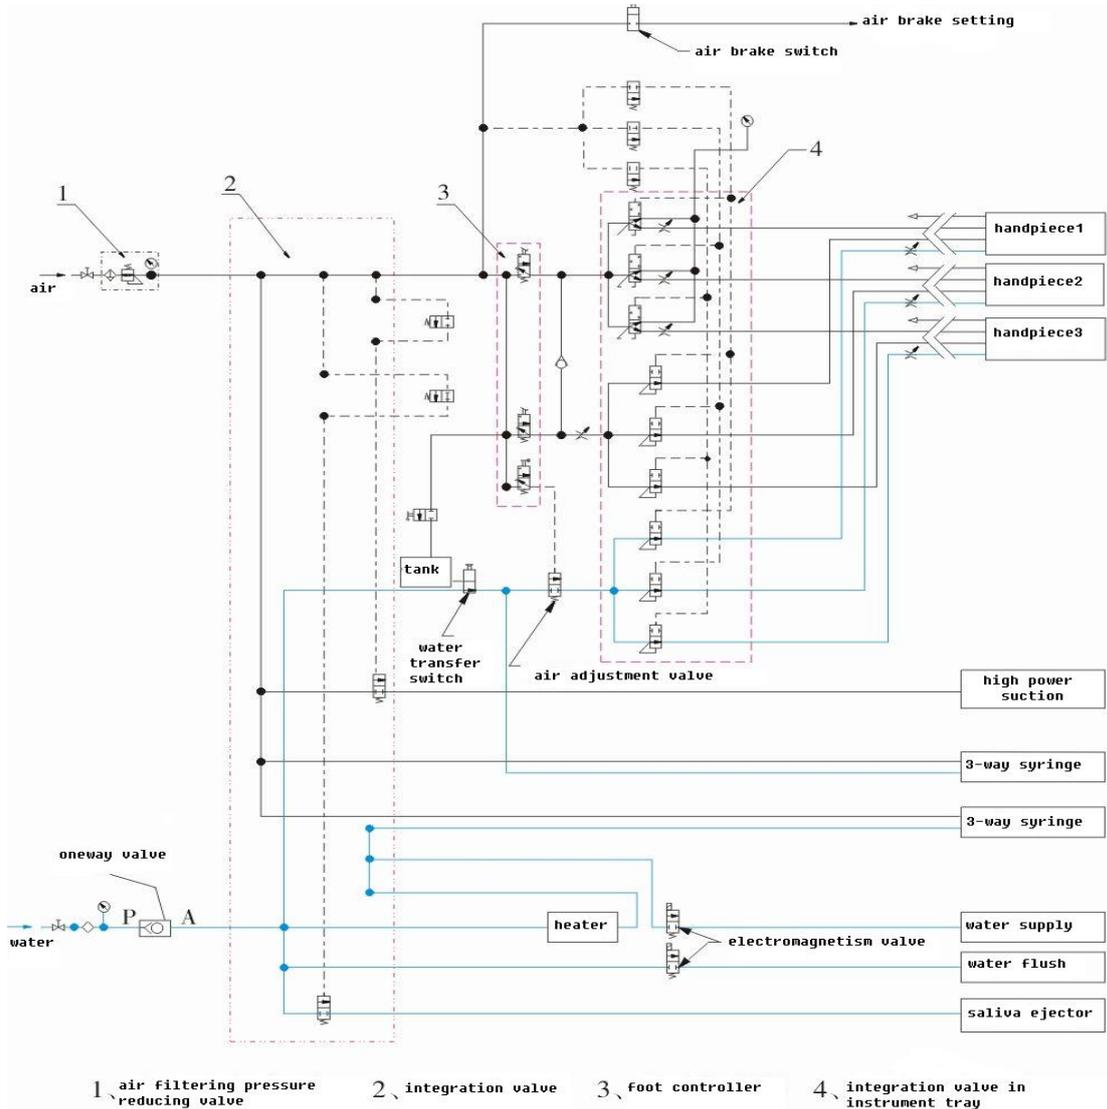 air brake setting
air brake switch
4
1
2
3
handpiece1
air
handpiece2
handpiece3
tank
water
transfer
switch
air adjustment valve
high power
suction
3-way syringe
3-way syringe
oneway valve
P
A
water
heater
electromagnetism valve
water supply
water flush
saliva ejector
1、air filtering pressure
reducing valve
2、integration valve
3、foot controller
4、integration valve in
instrument tray